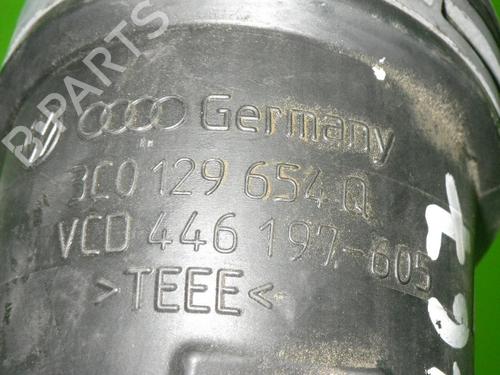 B-PARTS
Germany
3C0 129 654 Q
VCD 446 197-605
>TEEE<